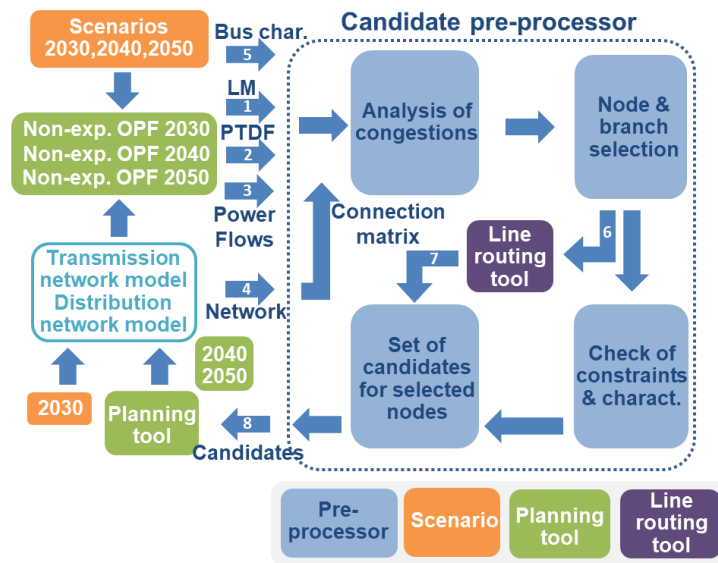 Scenarios
2030,2040,2050
Bus char.
5
LM
1
PTDF
2
3
Power
Flows
4
Network
Non-exp. OPF 2030
Non-exp. OPF 2040
Non-exp. OPF 2050
Transmission
network model
Distribution
network model
2040
2050
2030
Planning
tool
8
Candidates
Candidate pre-processor
Analysis of
congestions
Node &
branch
selection
Connection
matrix
6
7
Line
routing
tool
Set of
candidates
for selected
nodes
Check of
constraints
& charact.
Pre-
processor
Scenario
Planning
tool
Line
routing
tool